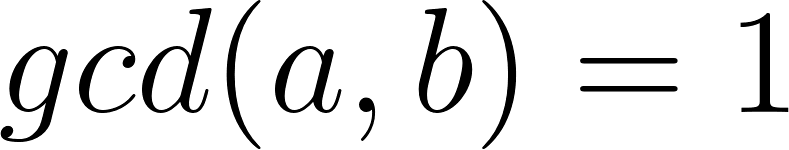 gcd(a, b) = 1